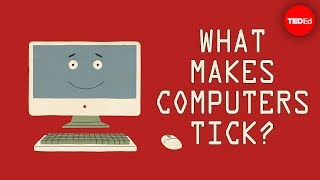 TEDEd
WHAT
MAKES
COMPUTERS
TICK?